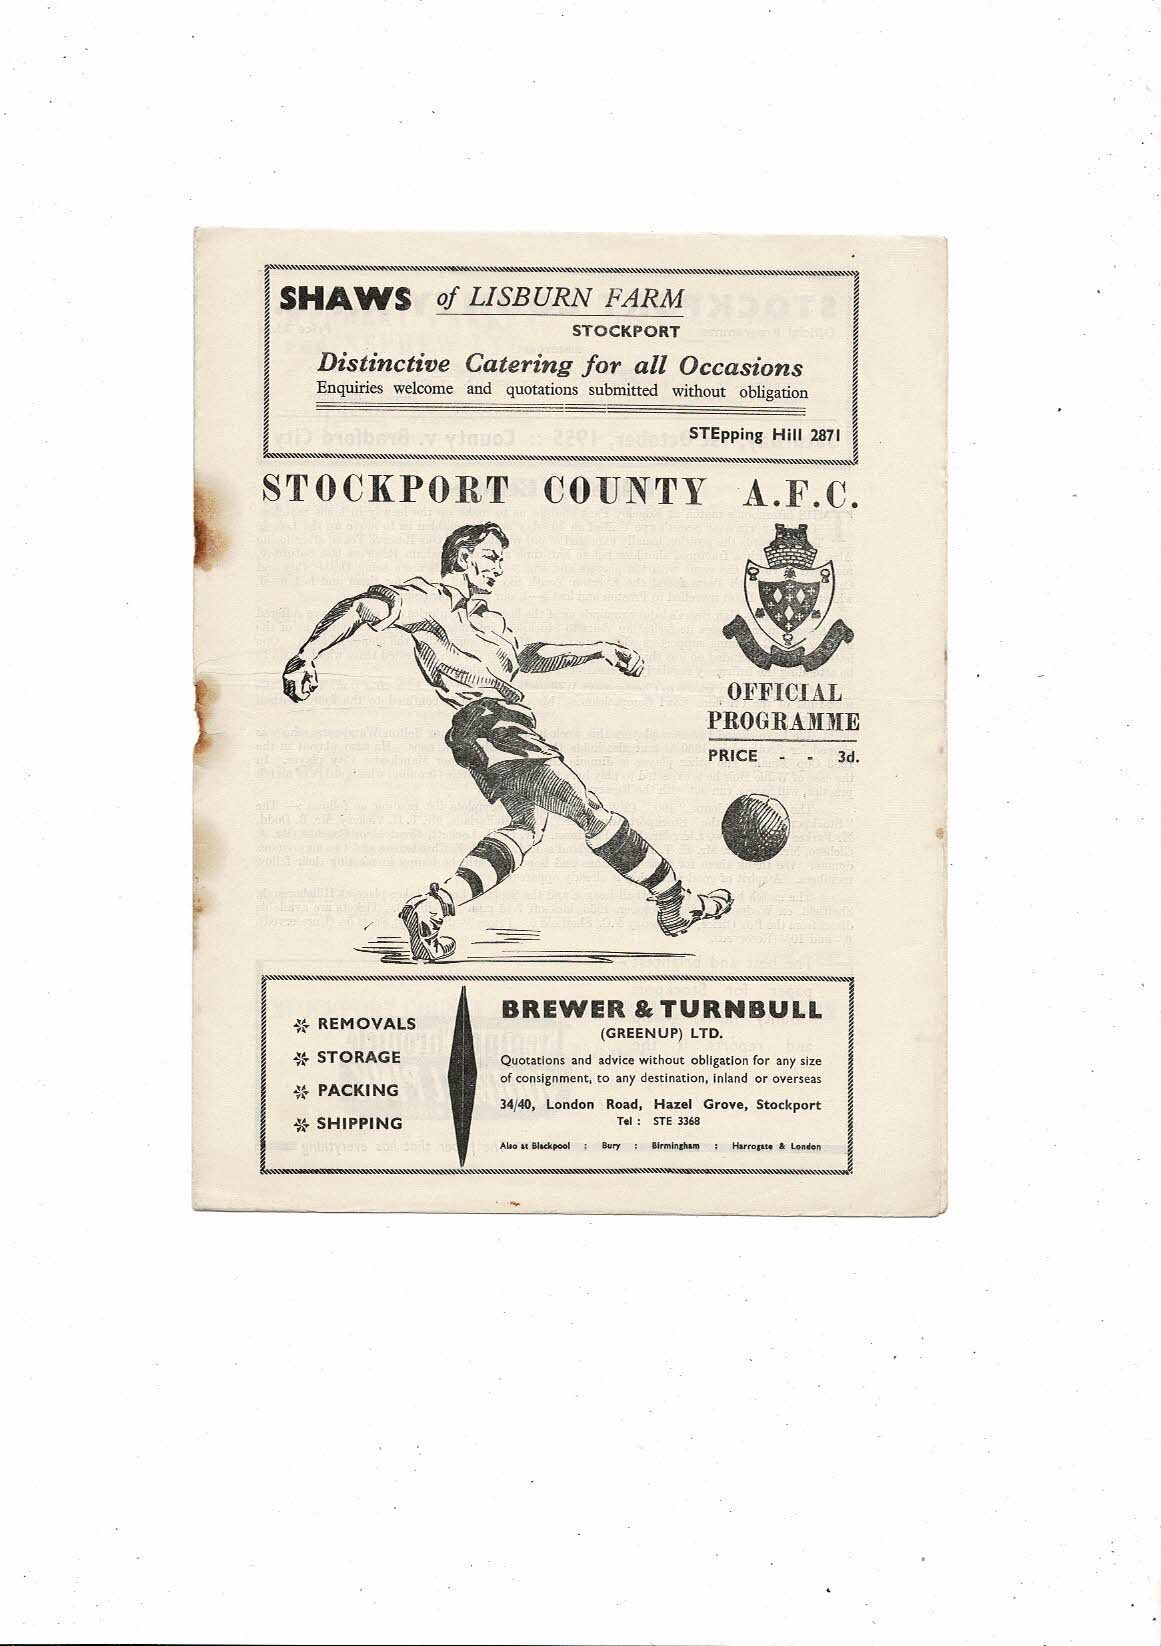 SHAWS of LISBURN FARM
STOCKPORT
Distinctive Catering for all Occasions
Enquiries welcome and quotations submitted without obligation
STEpping Hill 2871
STOCKPORT COUNTY A.F.C.
OFFICIAL
PROGRAMME
PRICE - - 3d.
REMOVALS
STORAGE
PACKING
SHIPPING
BREWER & TURNBULL
(GREENUP) LTD.
Quotations and advice without obligation for any size
of consignment, to any destination, inland or overseas
34/40, London Road, Hazel Grove, Stockport
Tel : STE 3368
Also at Blackpool : Bury : Birmingham : Harrogate & London